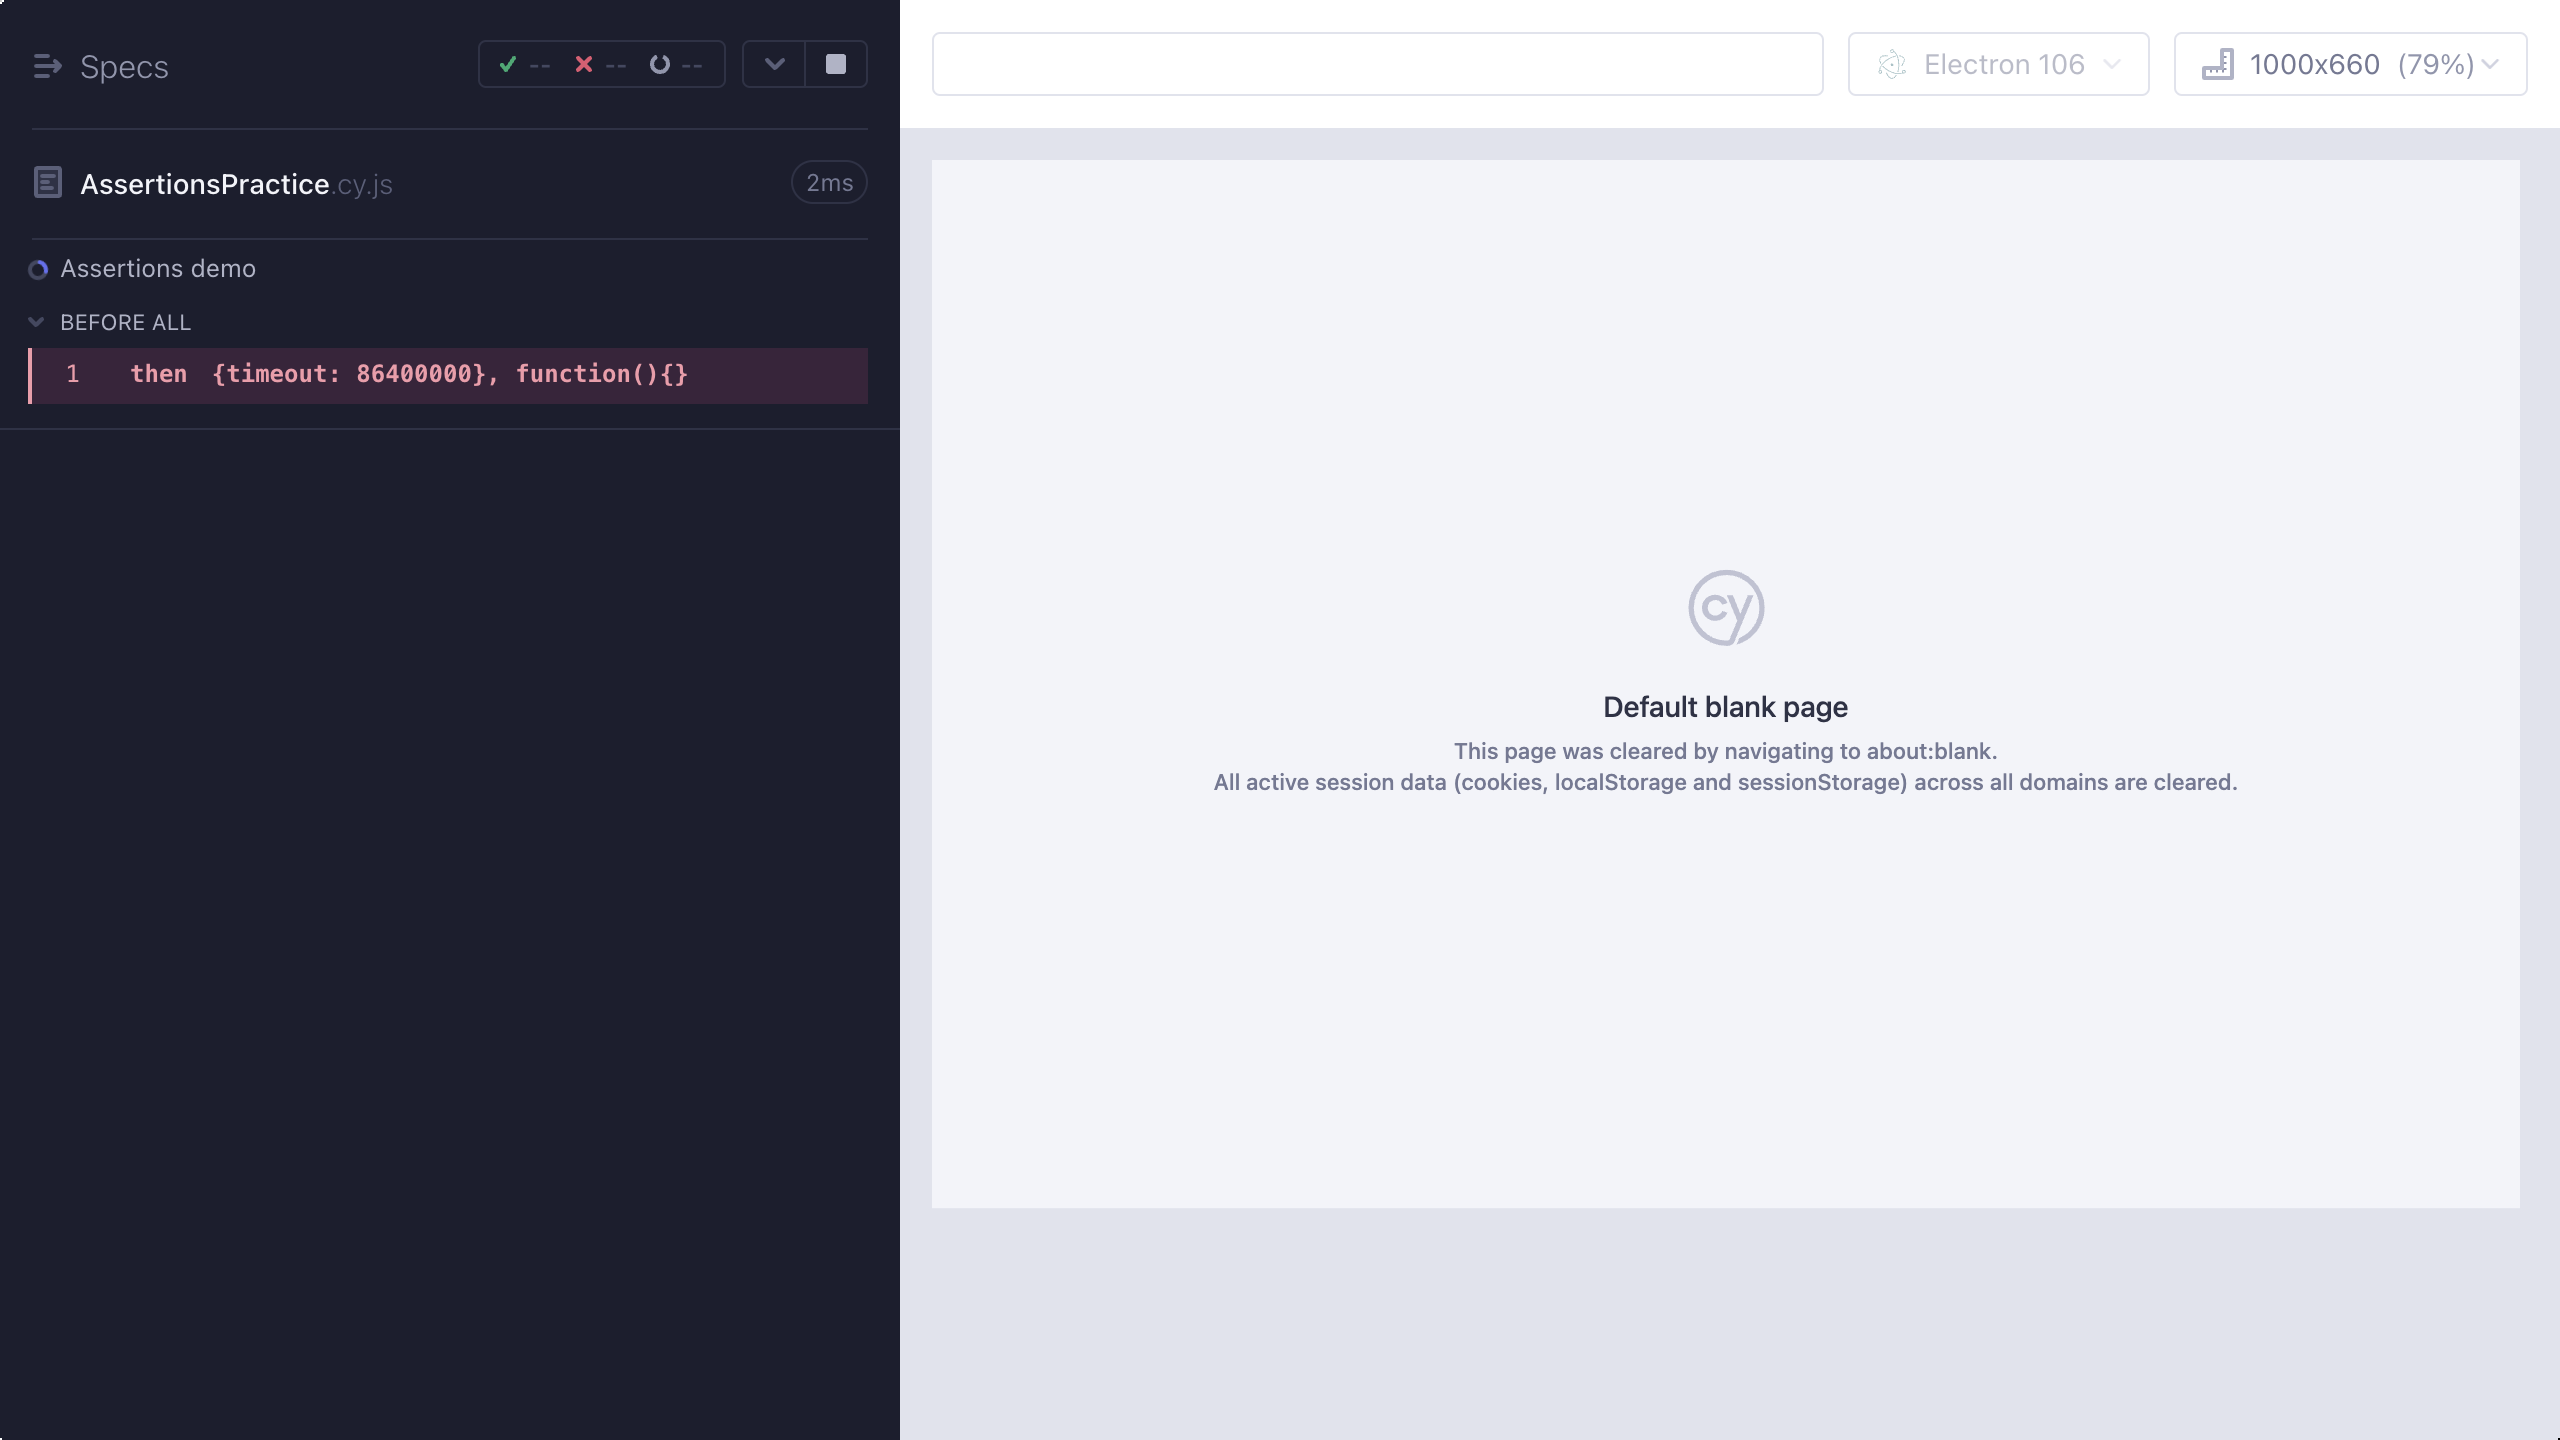 Specs
-- -- --
AssertionsPractice.cy.js
2ms
Assertions demo
BEFORE ALL
1 then {timeout: 86400000}, function(){}
Electron 106
1000x660 (79%)
cy
Default blank page
This page was cleared by navigating to about:blank.
All active session data (cookies, localStorage and sessionStorage) across all domains are cleared.